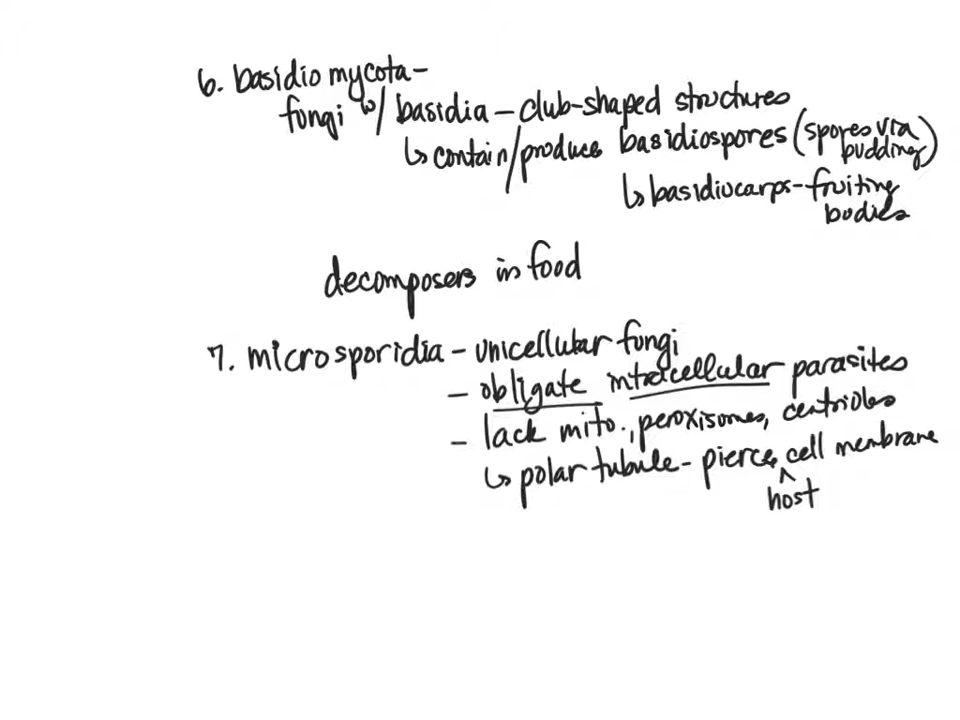 6. basidiomycota-
fungi w/ basidia - club-shaped structures
↳ contain/produce basidiospores (spores via
budding)
↳ basidiocarps - fruiting
bodies
decomposers in food
7. microsporidia - unicellular fungi
- obligate intracellular parasites
- lack mito., peroxisomes, centrioles
↳ polar tubule - pierce cell membrane
^
host